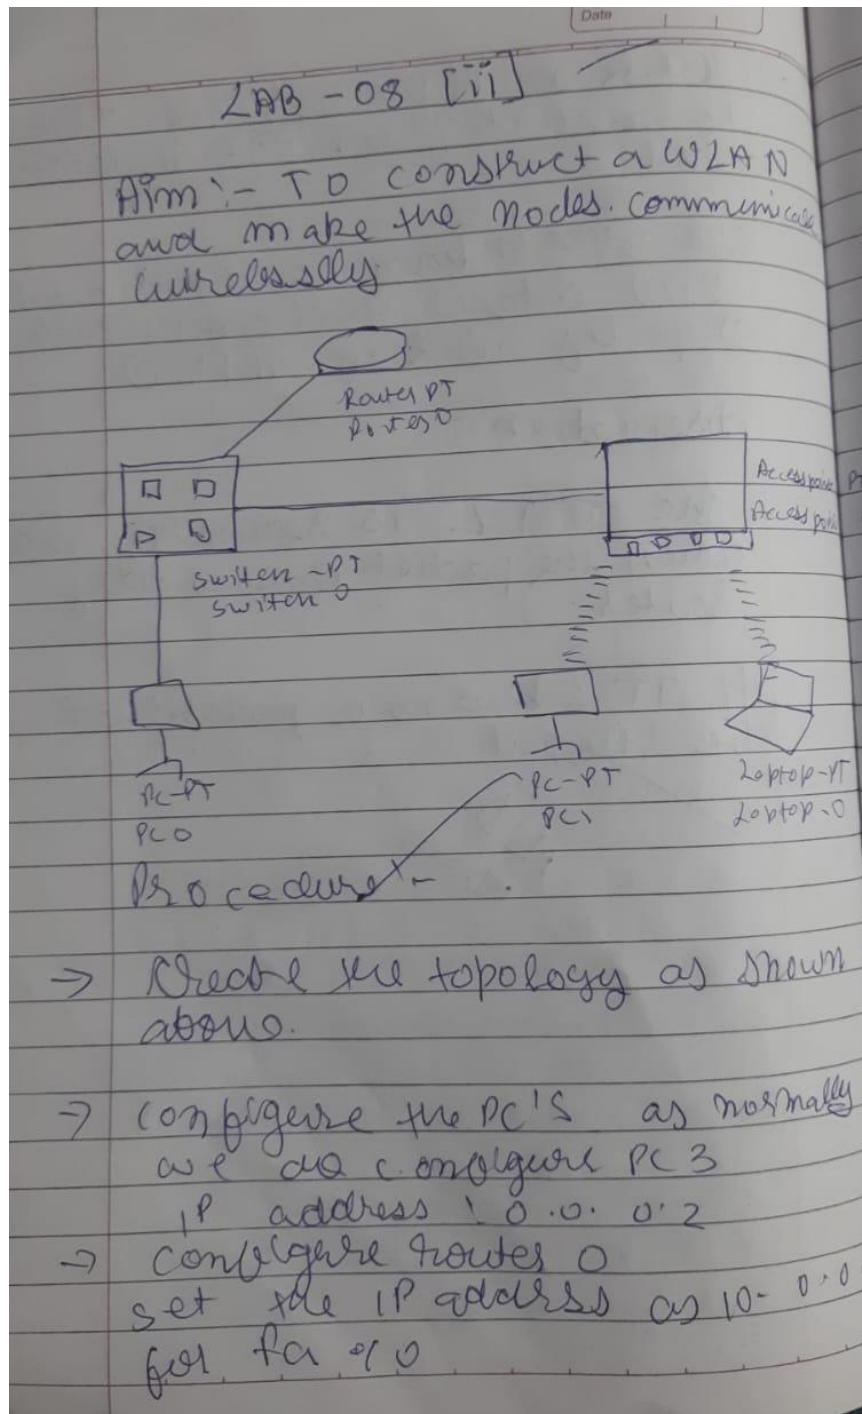 Date
LAB - 08 [ii]
Aim :- TO construct a WLAN
and make the nodes. communicate
wirelessly
Router PT
Router 0
Access point PT
Access point
Switch - PT
Switch 0
PC-PT
PC0
PC-PT
PC1
Laptop-PT
Laptop-0
Procedure :-
→ Create the topology as shown
above.
→ Configure the PC'S as normally
we do configure PC 3
IP address : 0.0.0.2
→ Configure router 0
set the IP address as 10.0.0
for fa 0/0